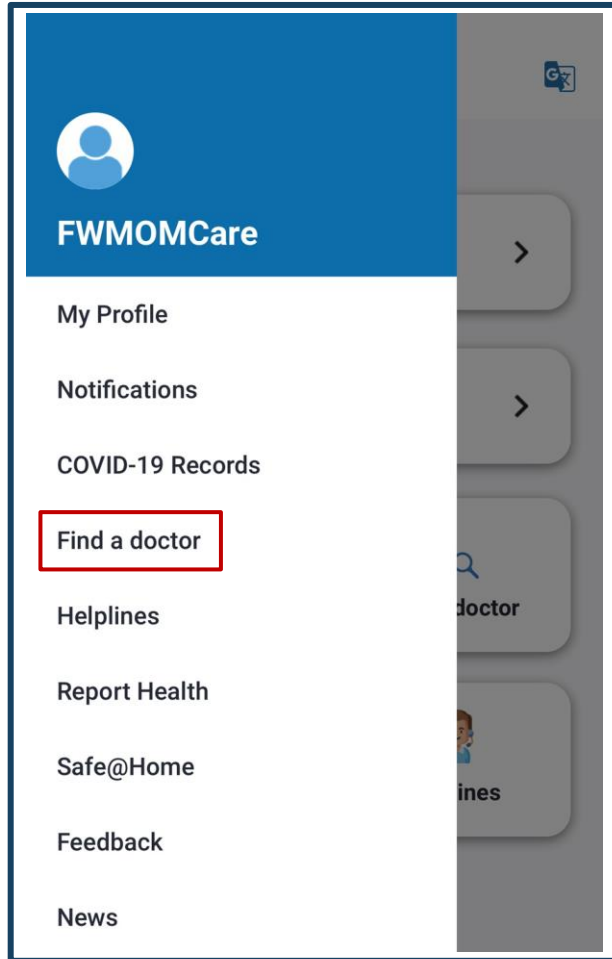 FWMOMCare
My Profile
Notifications
COVID-19 Records
Find a doctor
Helplines
doctor
Report Health
Safe@Home
ines
Feedback
News